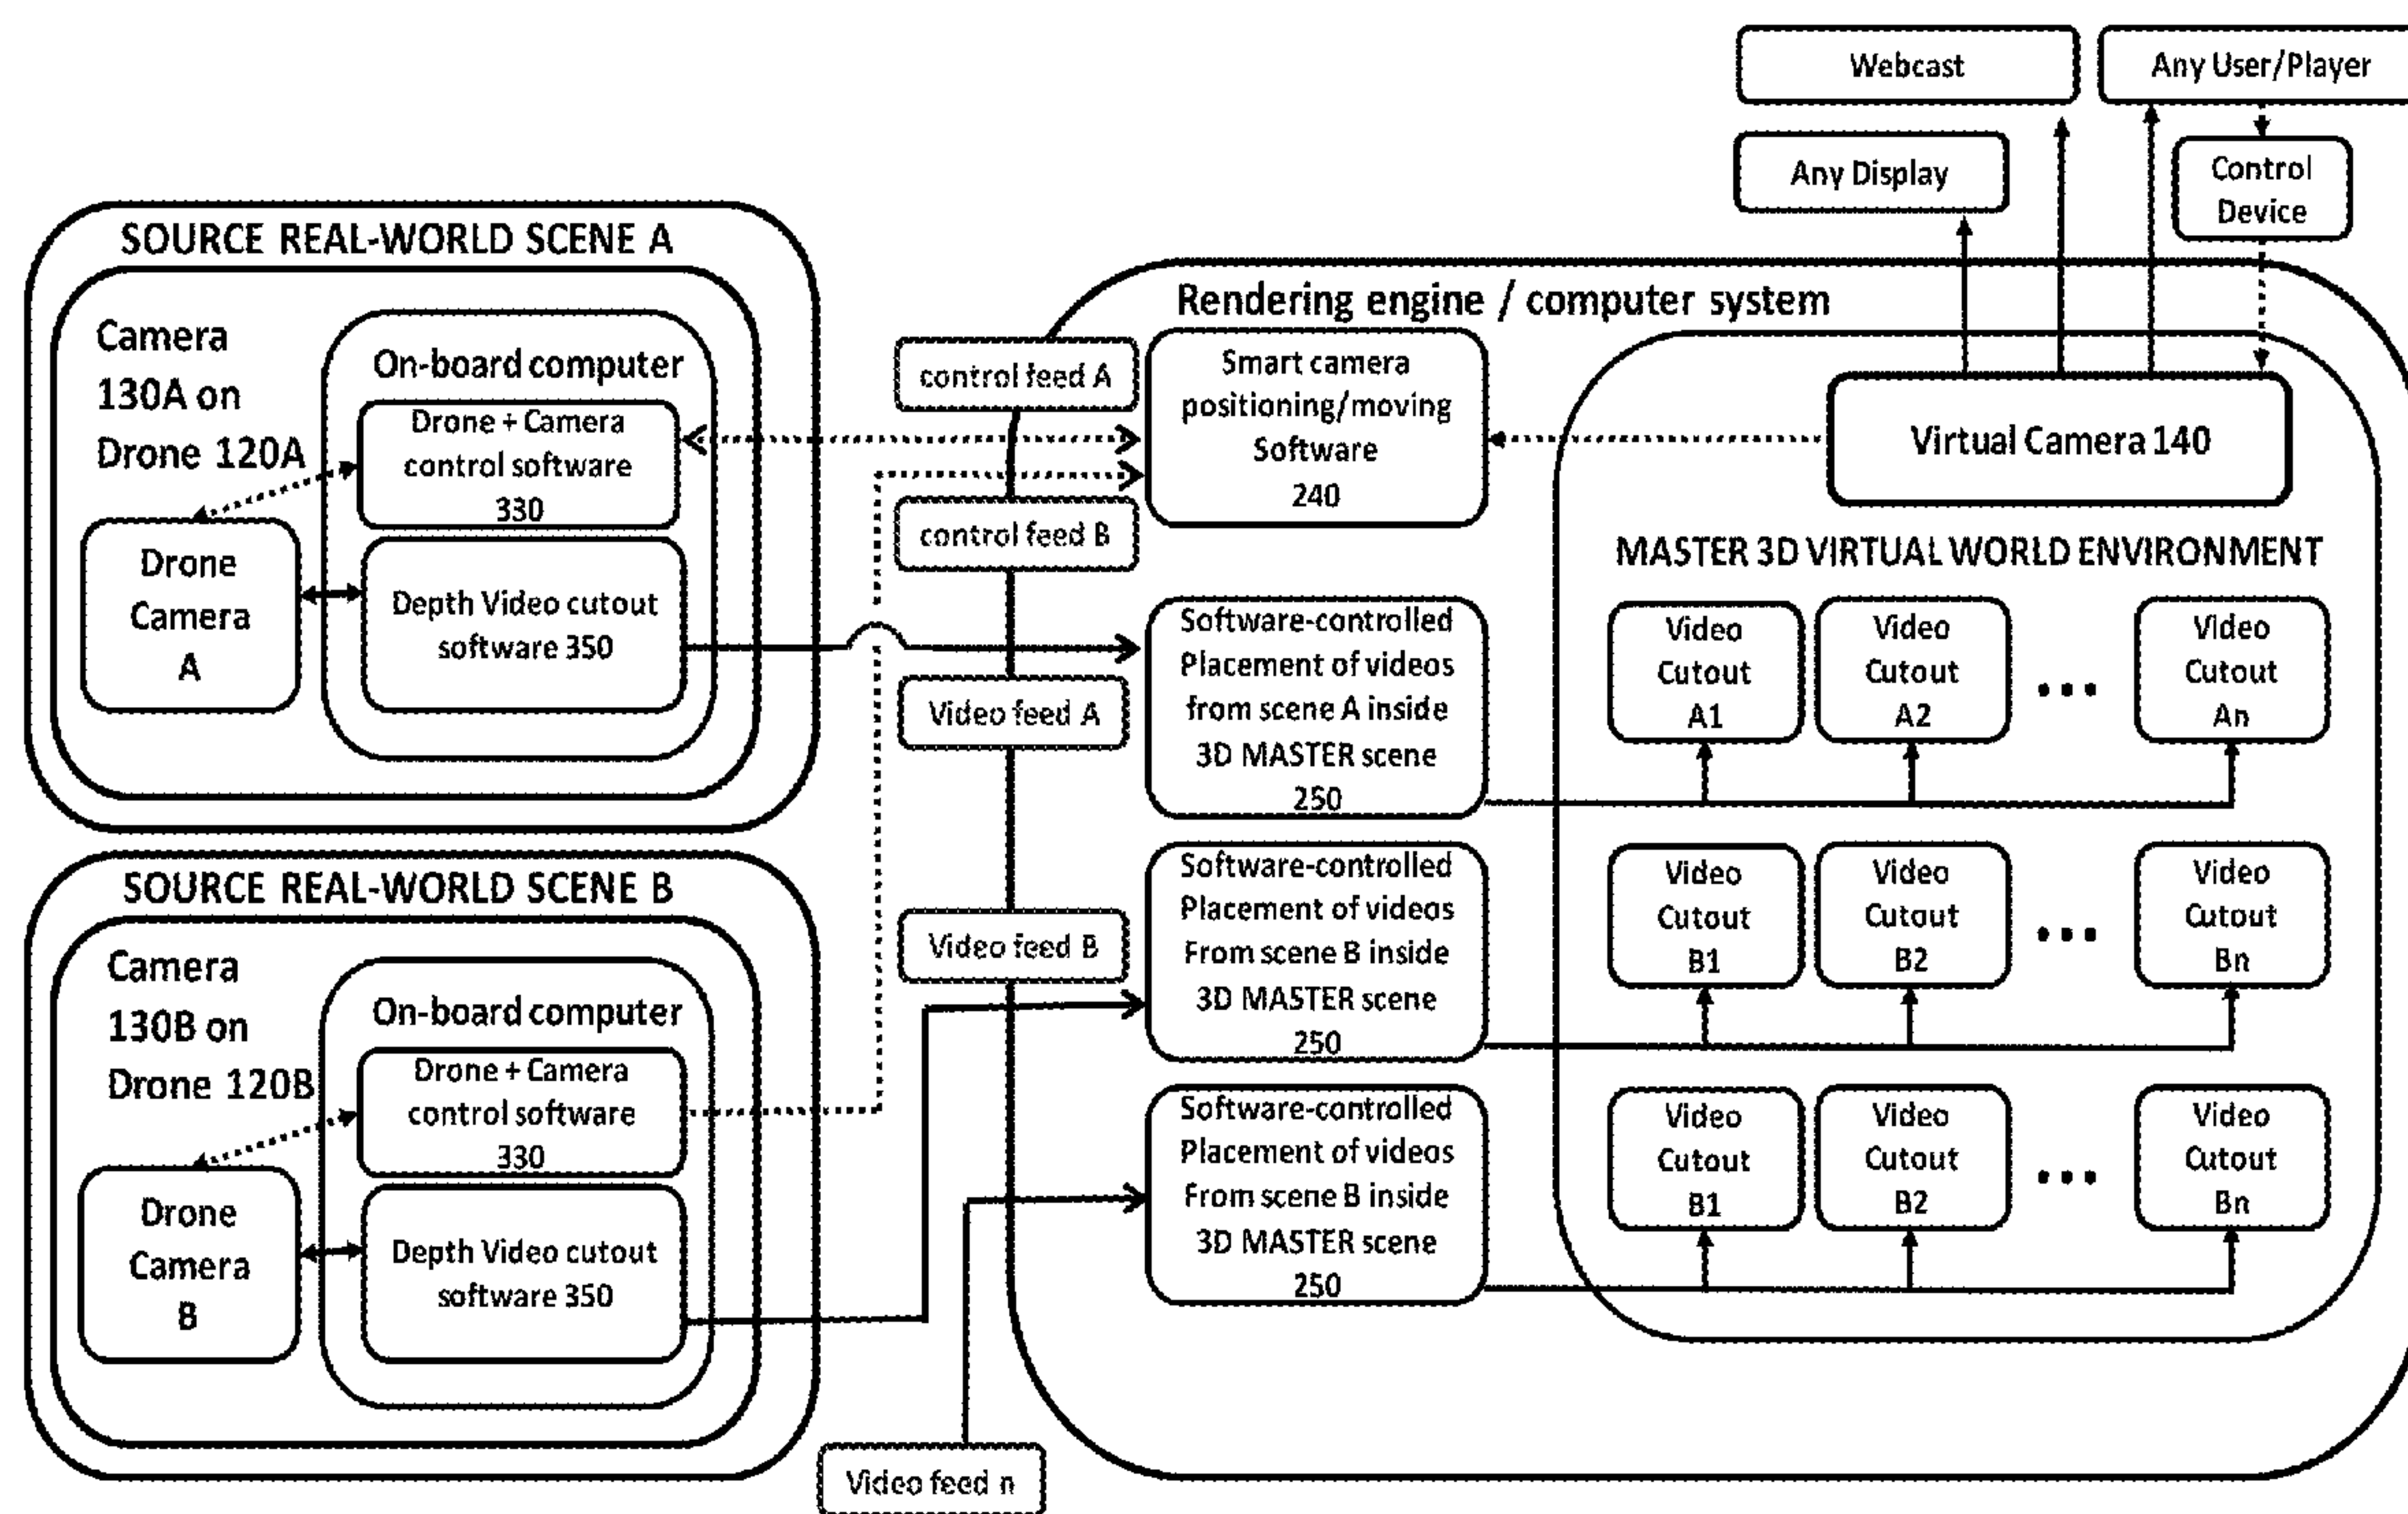 Webcast
Any User/Player
Any Display
Control
Device
SOURCE REAL-WORLD SCENE A
Camera
130A on
Drone 120A
On-board computer
Drone + Camera
control software
330
Drone
Camera
A
Depth Video cutout
software 350
SOURCE REAL-WORLD SCENE B
Camera
130B on
Drone 120B
On-board computer
Drone + Camera
control software
330
Drone
Camera
B
Depth Video cutout
software 350
control feed A
control feed B
Video feed A
Video feed B
Video feed n
Rendering engine / computer system
Smart camera
positioning/moving
Software
240
Software-controlled
Placement of videos
from scene A inside
3D MASTER scene
250
Software-controlled
Placement of videos
From scene B inside
3D MASTER scene
250
Software-controlled
Placement of videos
From scene B inside
3D MASTER scene
250
Virtual Camera 140
MASTER 3D VIRTUAL WORLD ENVIRONMENT
Video
Cutout
A1
Video
Cutout
A2
...
Video
Cutout
An
Video
Cutout
B1
Video
Cutout
B2
...
Video
Cutout
Bn
Video
Cutout
B1
Video
Cutout
B2
...
Video
Cutout
Bn